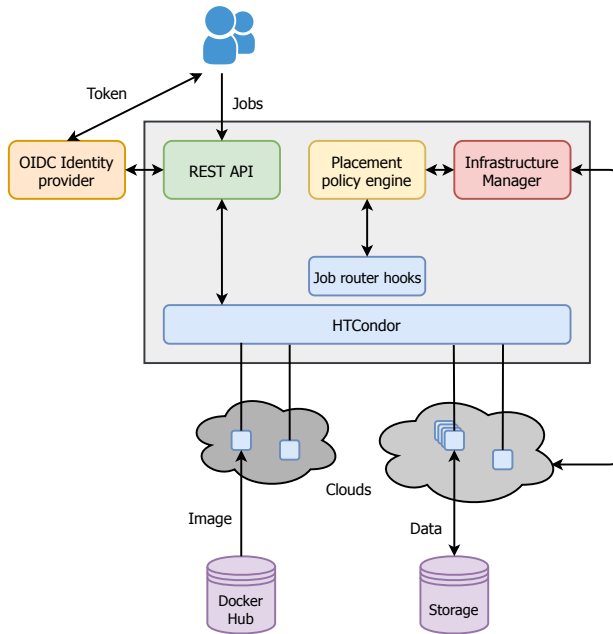 Token
Jobs
OIDC Identity
provider
REST API
Placement
policy engine
Infrastructure
Manager
Job router hooks
HTCondor
Clouds
Image
Data
Docker
Hub
Storage